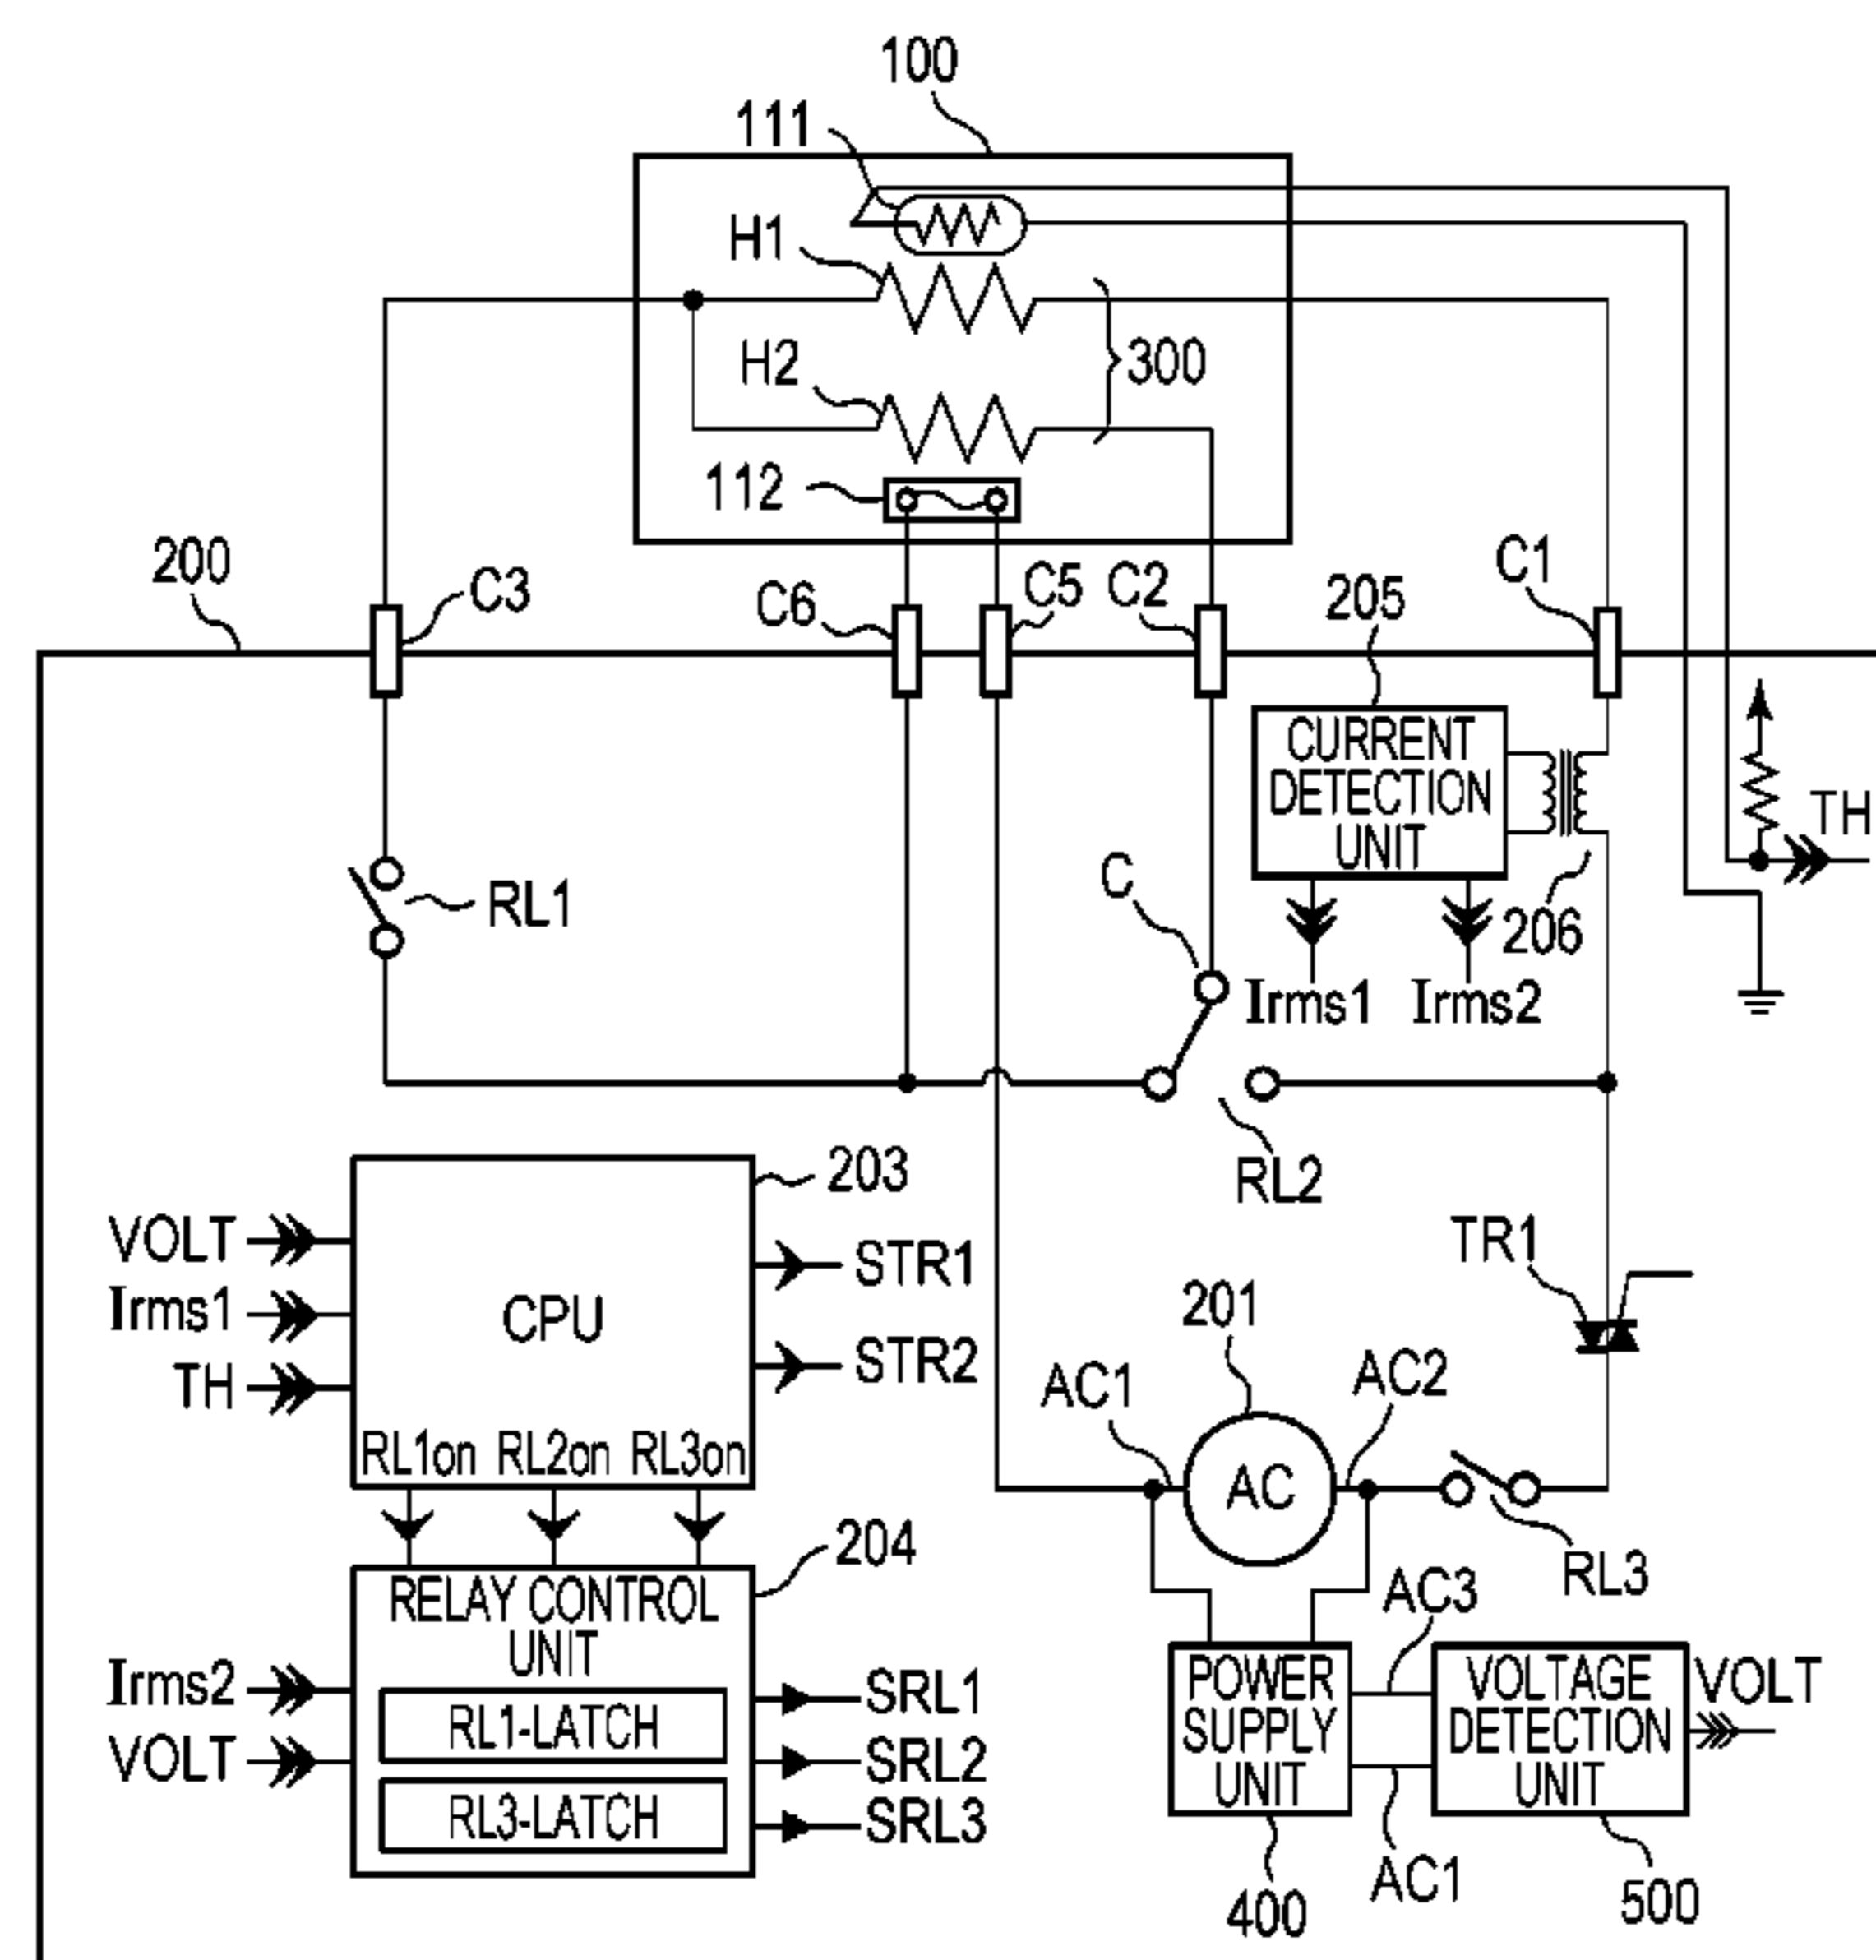 100
111
H1
H2
300
112
200
C3
C6
C5
C2
205
C1
CURRENT
DETECTION
UNIT
TH
206
C
RL1
Irms1 Irms2
RL2
203
VOLT
Irms1
TH
CPU
STR1
STR2
RL1on RL2on RL3on
TR1
201
AC1
AC2
AC
RL3
204
RELAY CONTROL
UNIT
RL1-LATCH
RL3-LATCH
Irms2
VOLT
SRL1
SRL2
SRL3
AC3
POWER
SUPPLY
UNIT
VOLTAGE
DETECTION
UNIT
VOLT
AC1
400
500